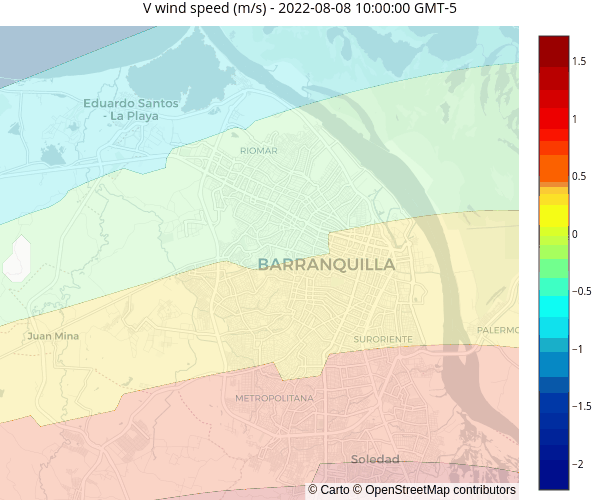 V wind speed (m/s) - 2022-08-08 10:00:00 GMT-5
1.5
Eduardo Santos
- La Playa
1
RIOMAR
0.5
0
BARRANQUILLA
−0.5
Juan Mina
SURORIENTE
PALERMO
−1
METROPOLITANA
−1.5
Soledad
−2
© Carto © OpenStreetMap contributors